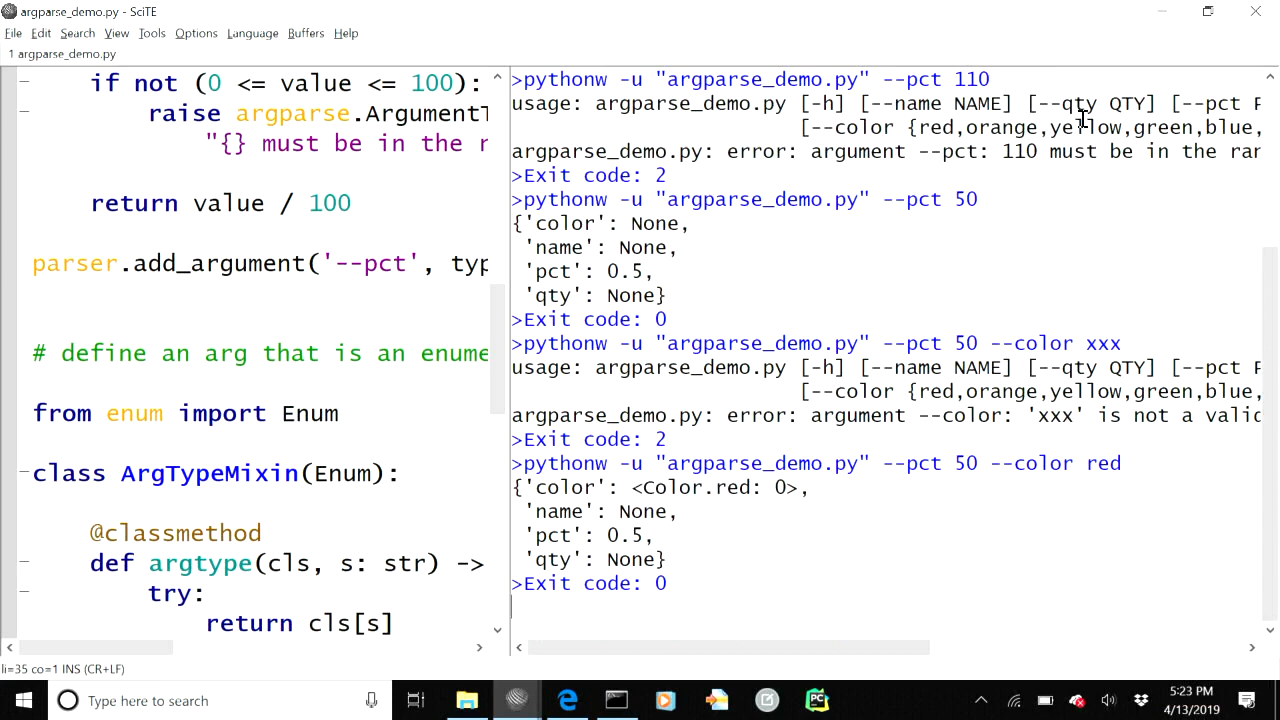 argparse_demo.py - SciTE
File Edit Search View Tools Options Language Buffers Help
1 argparse_demo.py
if not (0 <= value <= 100):
raise argparse.ArgumentT
"{} must be in the r
return value / 100
parser.add_argument('--pct', typ
# define an arg that is an enume
from enum import Enum
class ArgTypeMixin(Enum):
@classmethod
def argtype(cls, s: str) ->
try:
return cls[s]
>pythonw -u "argparse_demo.py" --pct 110
usage: argparse_demo.py [-h] [--name NAME] [--qty QTY] [--pct P
[--color {red,orange,yellow,green,blue,
argparse_demo.py: error: argument --pct: 110 must be in the ran
>Exit code: 2
>pythonw -u "argparse_demo.py" --pct 50
{'color': None,
'name': None,
'pct': 0.5,
'qty': None}
>Exit code: 0
>pythonw -u "argparse_demo.py" --pct 50 --color xxx
usage: argparse_demo.py [-h] [--name NAME] [--qty QTY] [--pct P
[--color {red,orange,yellow,green,blue,
argparse_demo.py: error: argument --color: 'xxx' is not a valid
>Exit code: 2
>pythonw -u "argparse_demo.py" --pct 50 --color red
{'color': <Color.red: 0>,
'name': None,
'pct': 0.5,
'qty': None}
>Exit code: 0
li=35 co=1 INS (CR+LF)
Type here to search
PC
5:23 PM
4/13/2019